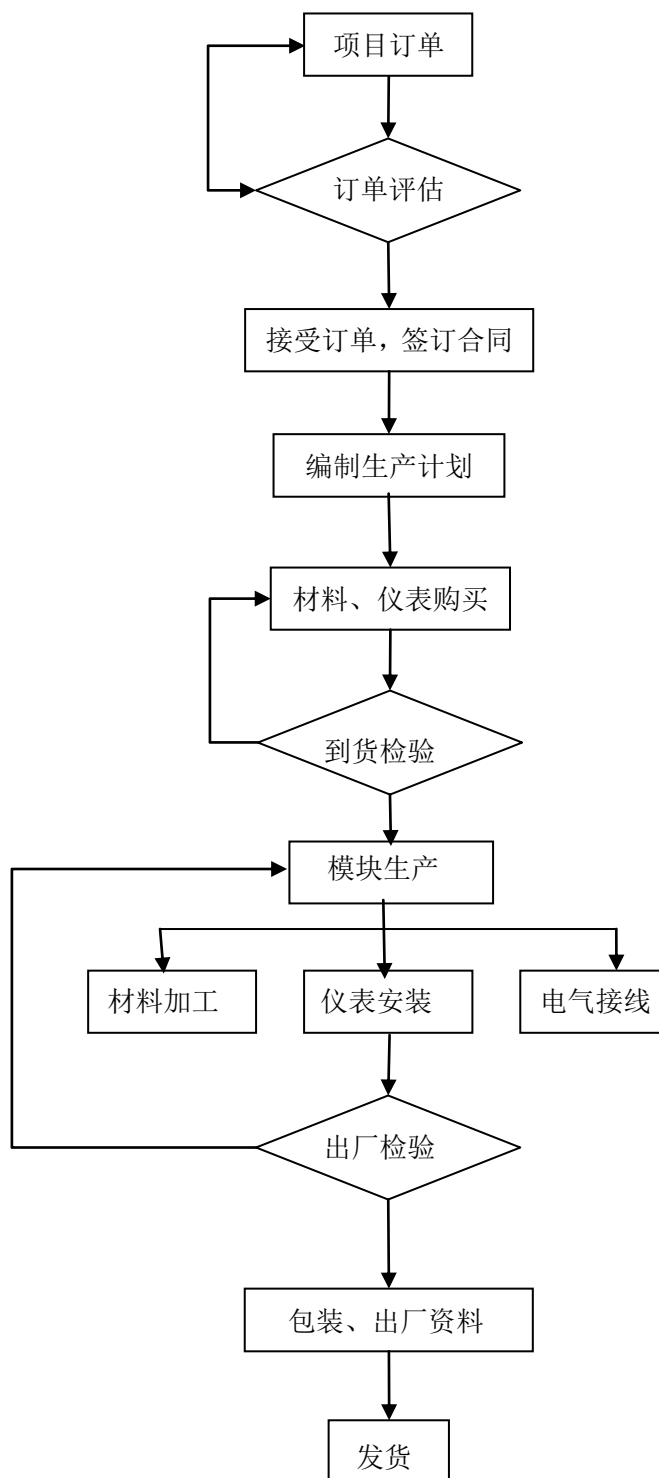 项目订单
订单评估
接受订单，签订合同
编制生产计划
材料、仪表购买
到货检验
模块生产
材料加工
仪表安装
电气接线
出厂检验
包装、出厂资料
发货